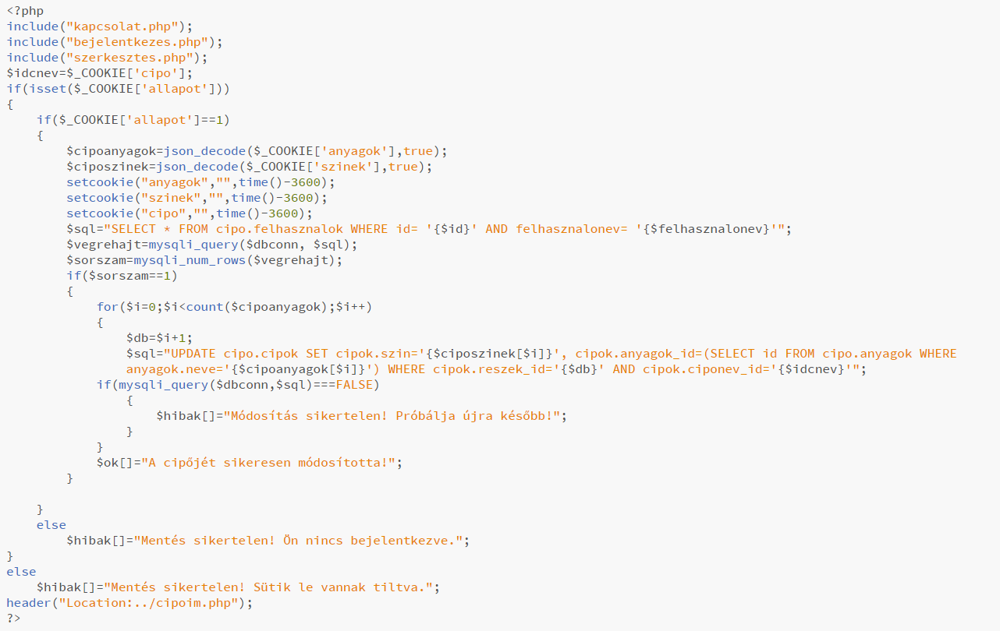 <?php
include("kapcsolat.php");
include("bejelentkezes.php");
include("szerkesztes.php");
$idcnev=$_COOKIE['cipo'];
if(isset($_COOKIE['allapot']))
{
    if($_COOKIE['allapot']==1)
    {
        $cipoanyagok=json_decode($_COOKIE['anyagok'],true);
        $ciposzinek=json_decode($_COOKIE['szinek'],true);
        setcookie("anyagok","",time()-3600);
        setcookie("szinek","",time()-3600);
        setcookie("cipo","",time()-3600);
        $sql="SELECT * FROM cipo.felhasznalok WHERE id= '{$id}' AND felhasznalonev= '{$felhasznalonev}'";
        $vegrehajt=mysqli_query($dbconn, $sql);
        $sorszam=mysqli_num_rows($vegrehajt);
        if($sorszam==1)
        {
            for($i=0;$i<count($cipoanyagok);$i++)
            {
                $db=$i+1;
                $sql="UPDATE cipo.cipok SET cipok.szin='{$ciposzinek[$i]}', cipok.anyagok_id=(SELECT id FROM cipo.anyagok WHERE
                anyagok.neve='{$cipoanyagok[$i]}') WHERE cipok.reszek_id='{$db}' AND cipok.ciponev_id='{$idcnev}'";
            if(mysqli_query($dbconn,$sql)===FALSE)
                {
                    $hibak[]="Módosítás sikertelen! Próbálja újra később!";
                }
            }
            $ok[]="A cipőjét sikeresen módosította!";
        }

    }
    else
        $hibak[]="Mentés sikertelen! Ön nincs bejelentkezve.";
}
else
    $hibak[]="Mentés sikertelen! Sütik le vannak tiltva.";
header("Location:../cipoim.php");
?>